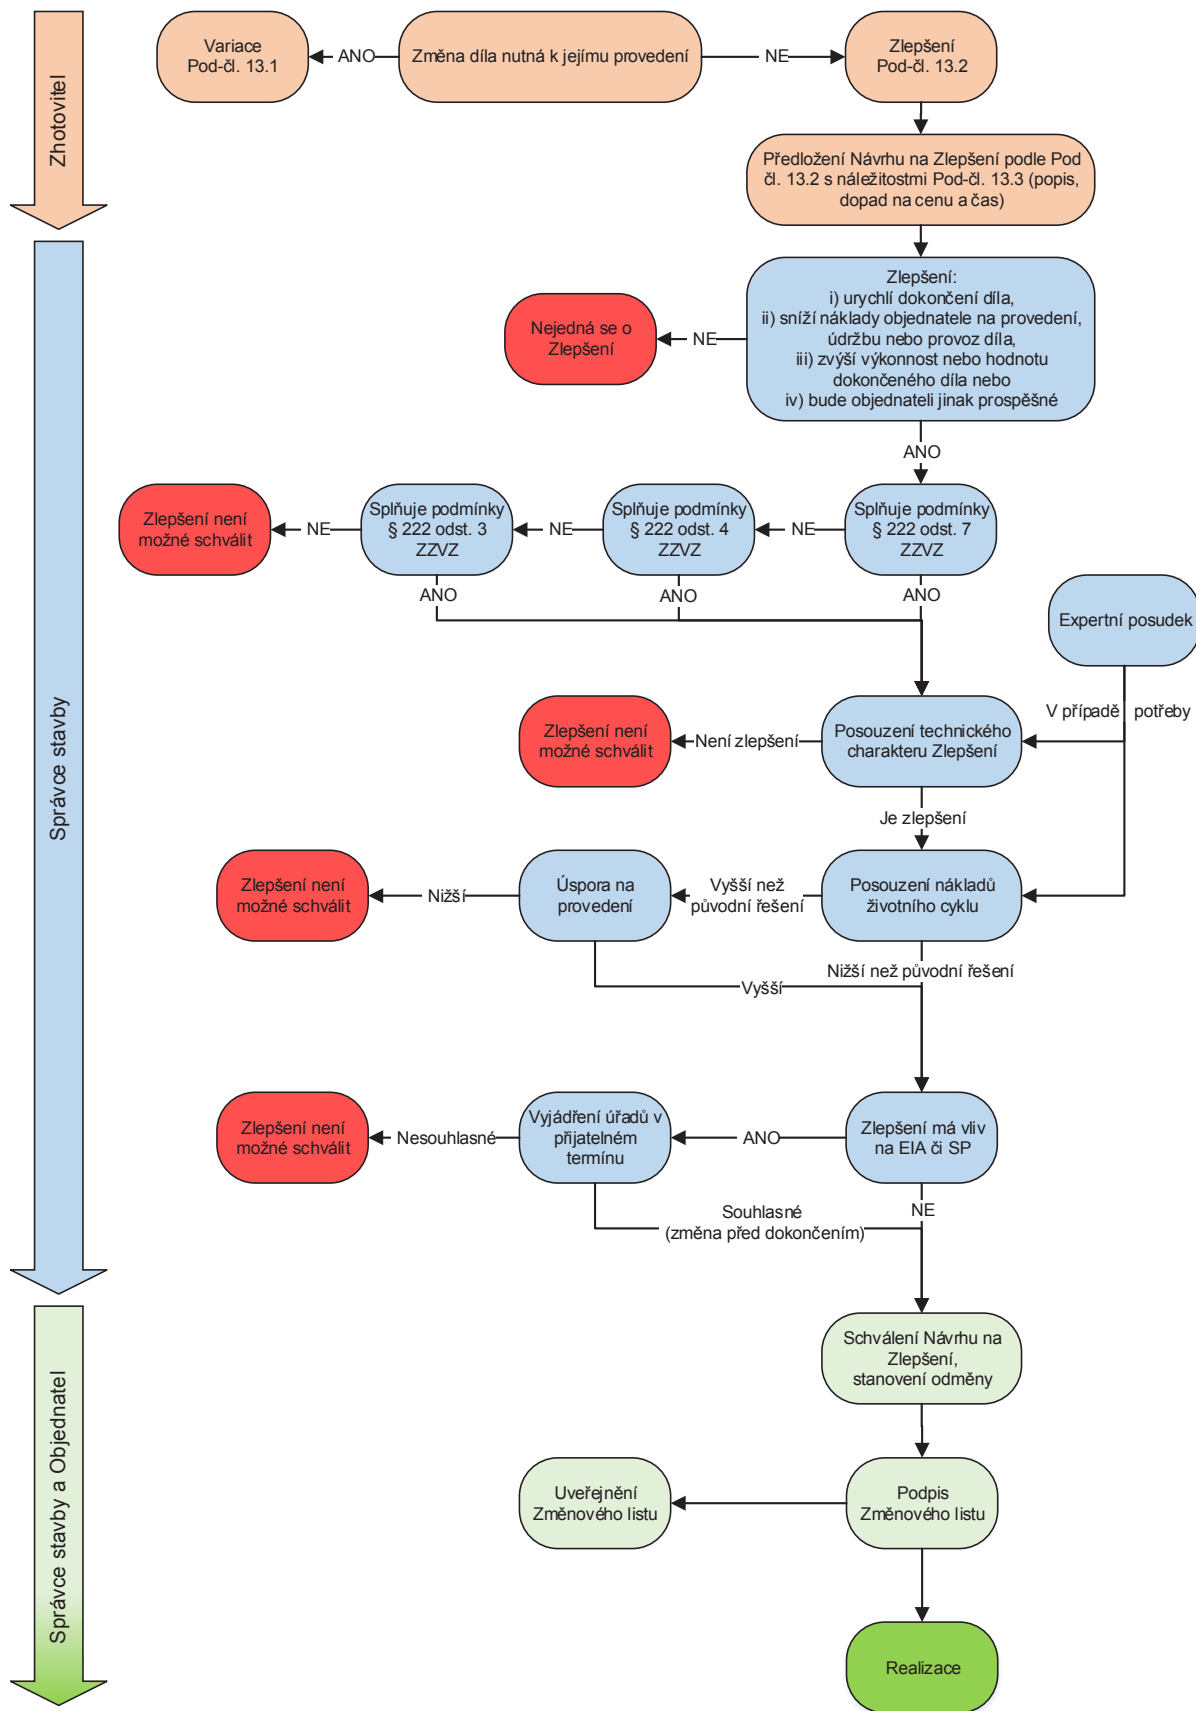 Zhotovitel
Variace
Pod-čl. 13.1
ANO
Změna díla nutná k jejímu provedení
NE
Zlepšení
Pod-čl. 13.2
Předložení Návrhu na Zlepšení podle Pod
čl. 13.2 s náležitostmi Pod-čl. 13.3 (popis,
dopad na cenu a čas)
Správce stavby
Zlepšení:
i) urychlí dokončení díla,
ii) sníží náklady objednatele na provedení,
údržbu nebo provoz díla,
iii) zvýší výkonnost nebo hodnotu
dokončeného díla nebo
iv) bude objednateli jinak prospěšné
NE
Nejedná se o
Zlepšení
ANO
Zlepšení není
možné schválit
NE
Splňuje podmínky
§ 222 odst. 3
ZZVZ
NE
Splňuje podmínky
§ 222 odst. 4
ZZVZ
NE
Splňuje podmínky
§ 222 odst. 7
ZZVZ
ANO
ANO
ANO
Expertní posudek
V případě potřeby
Zlepšení není
možné schválit
Není zlepšení
Posouzení technického
charakteru Zlepšení
Je zlepšení
Zlepšení není
možné schválit
Nižší
Úspora na
provedení
Vyšší než
původní řešení
Posouzení nákladů
životního cyklu
Nižší než původní řešení
Vyšší
Zlepšení není
možné schválit
Nesouhlasné
Vyjádření úřadů v
přijatelném
termínu
ANO
Zlepšení má vliv
na EIA či SP
NE
Souhlasné
(změna před dokončením)
Správce stavby a Objednatel
Schválení Návrhu na
Zlepšení,
stanovení odměny
Uveřejnění
Změnového listu
Podpis
Změnového listu
Realizace